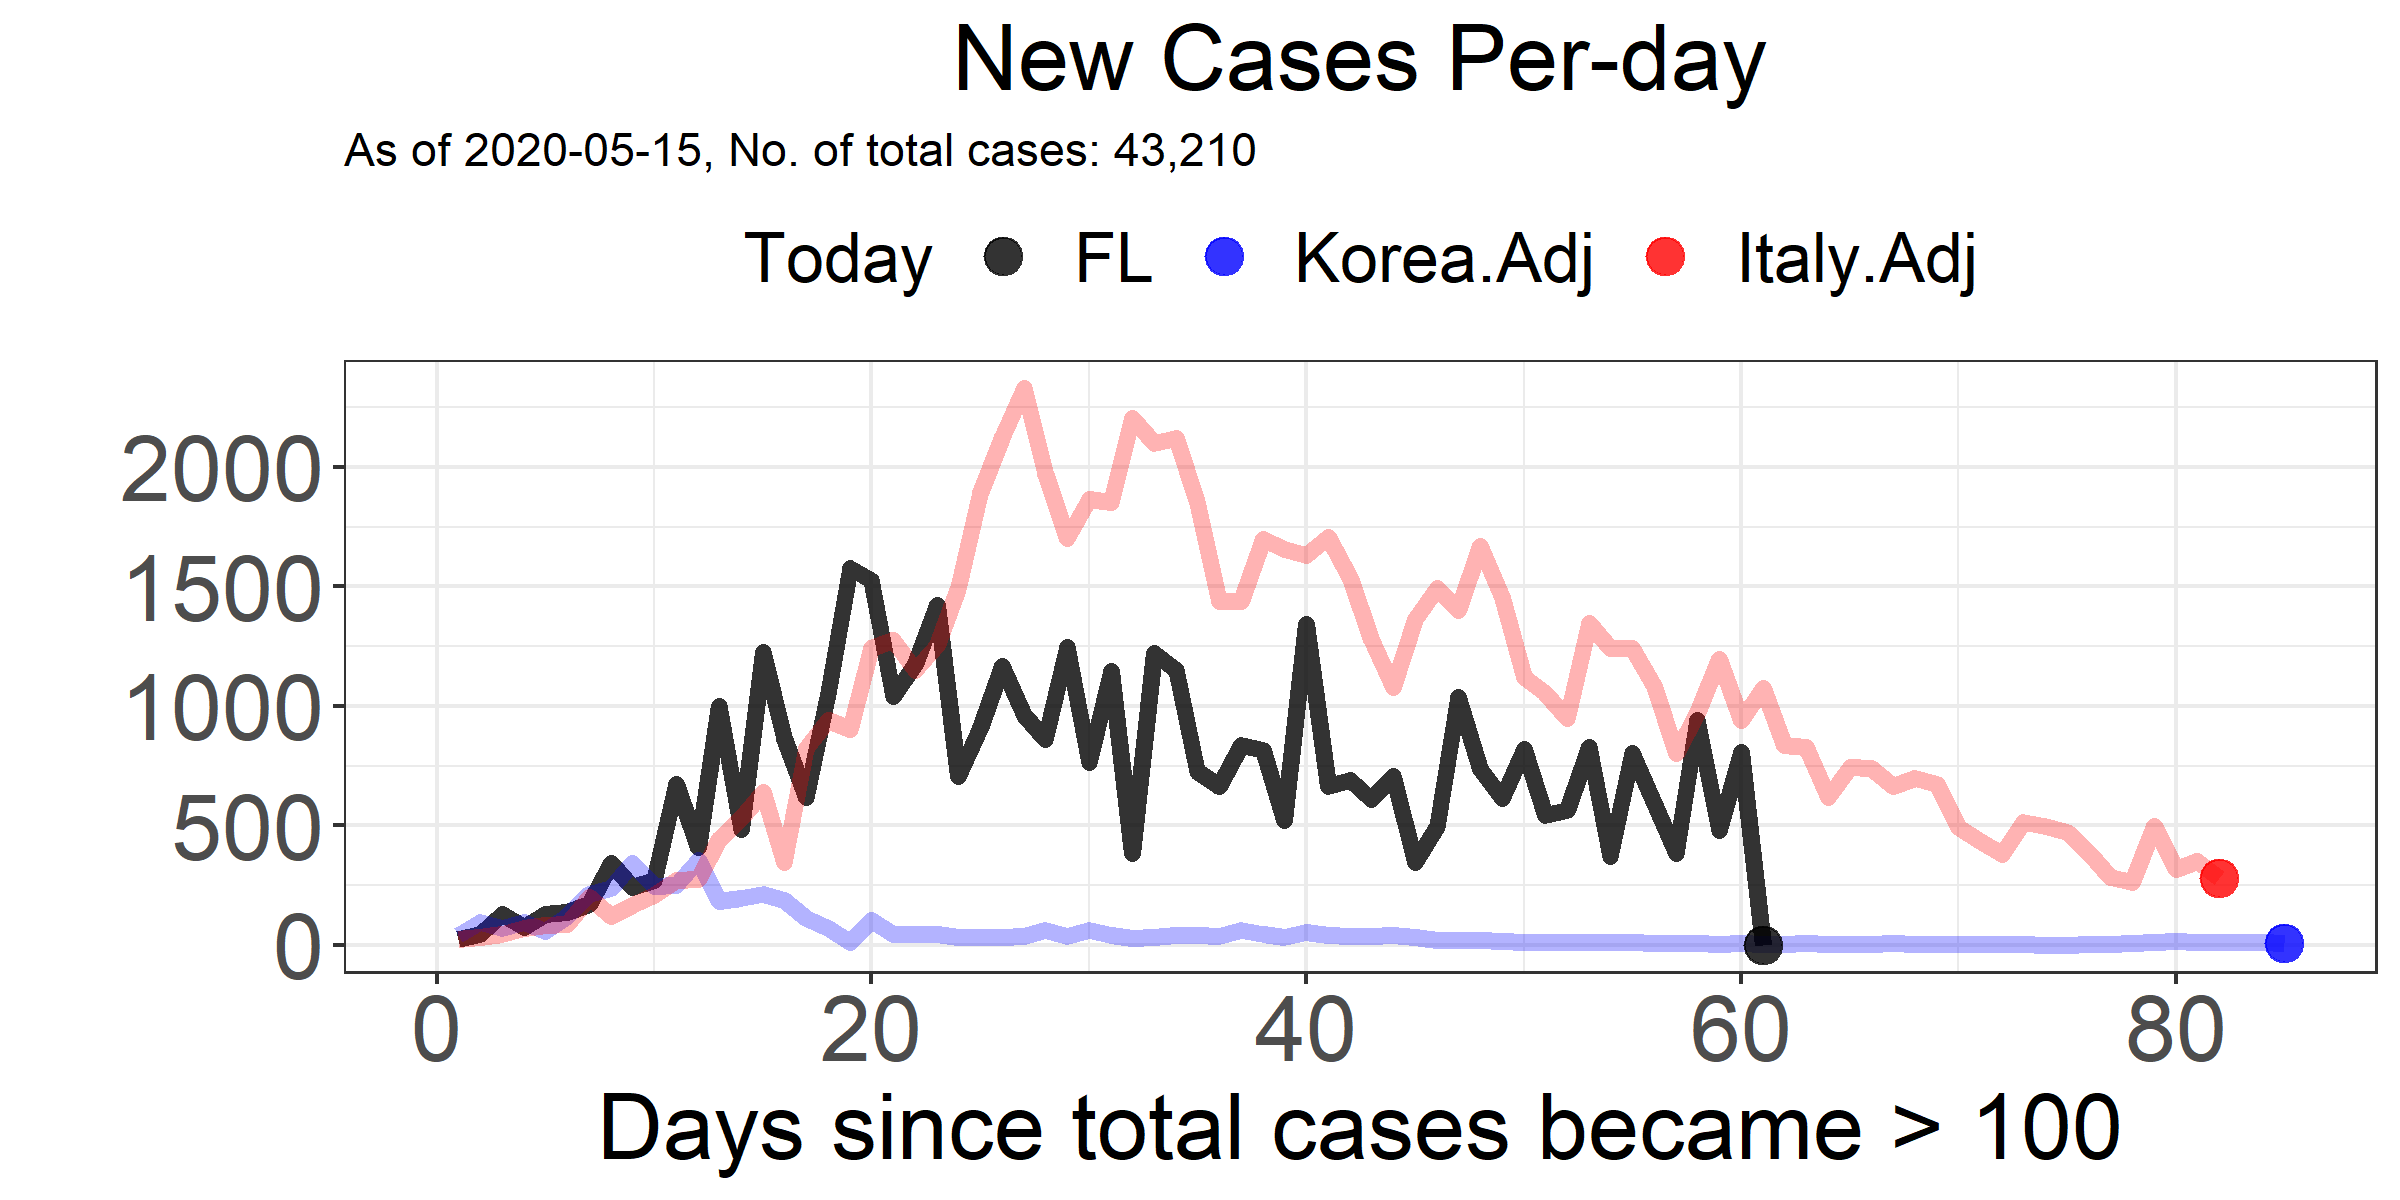 New Cases Per-day
As of 2020-05-15, No. of total cases: 43,210
Today FL Korea.Adj Italy.Adj
2000
1500
1000
500
0
0 20 40 60 80
Days since total cases became > 100